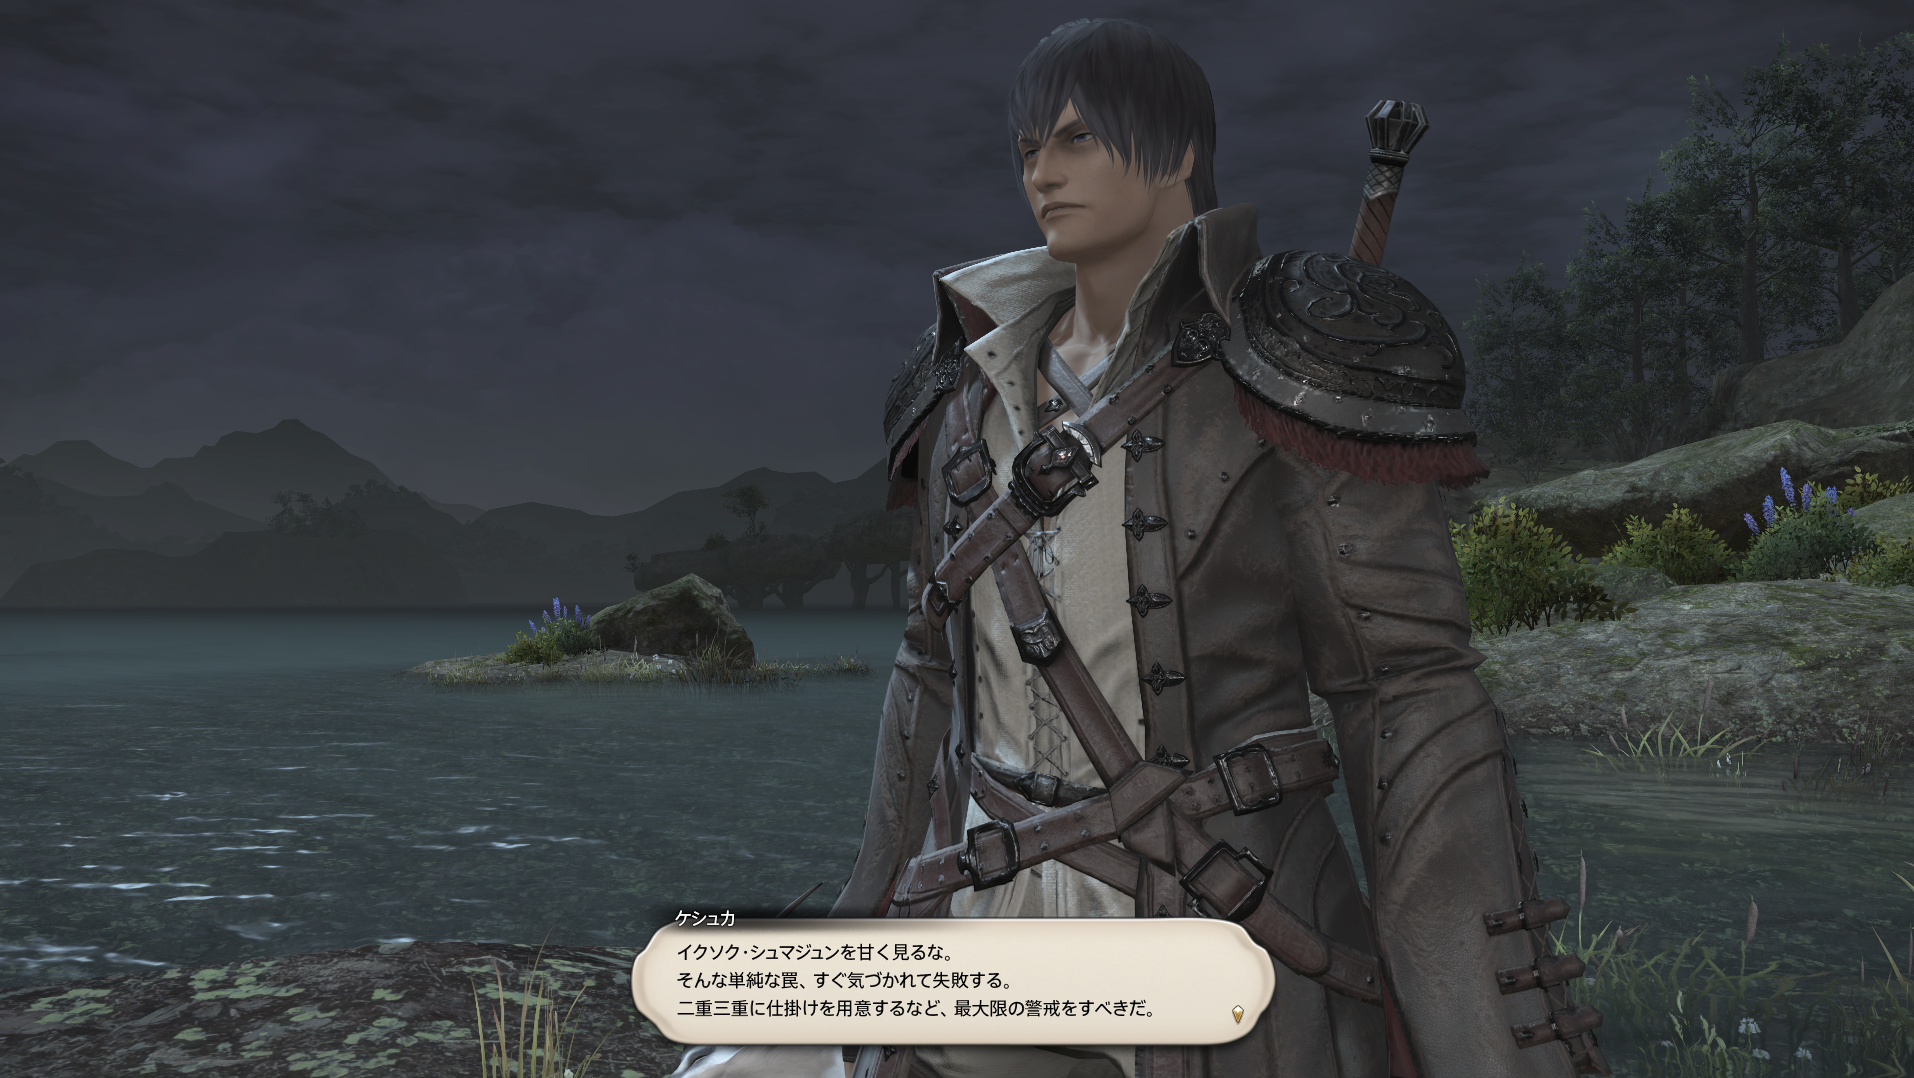 ケシュカ
イクソク・シュマジュンを甘く見るな。
そんな単純な罠、すぐ気づかれて失敗する。
二重三重に仕掛けを用意するなど、最大限の警戒をすべきだ。